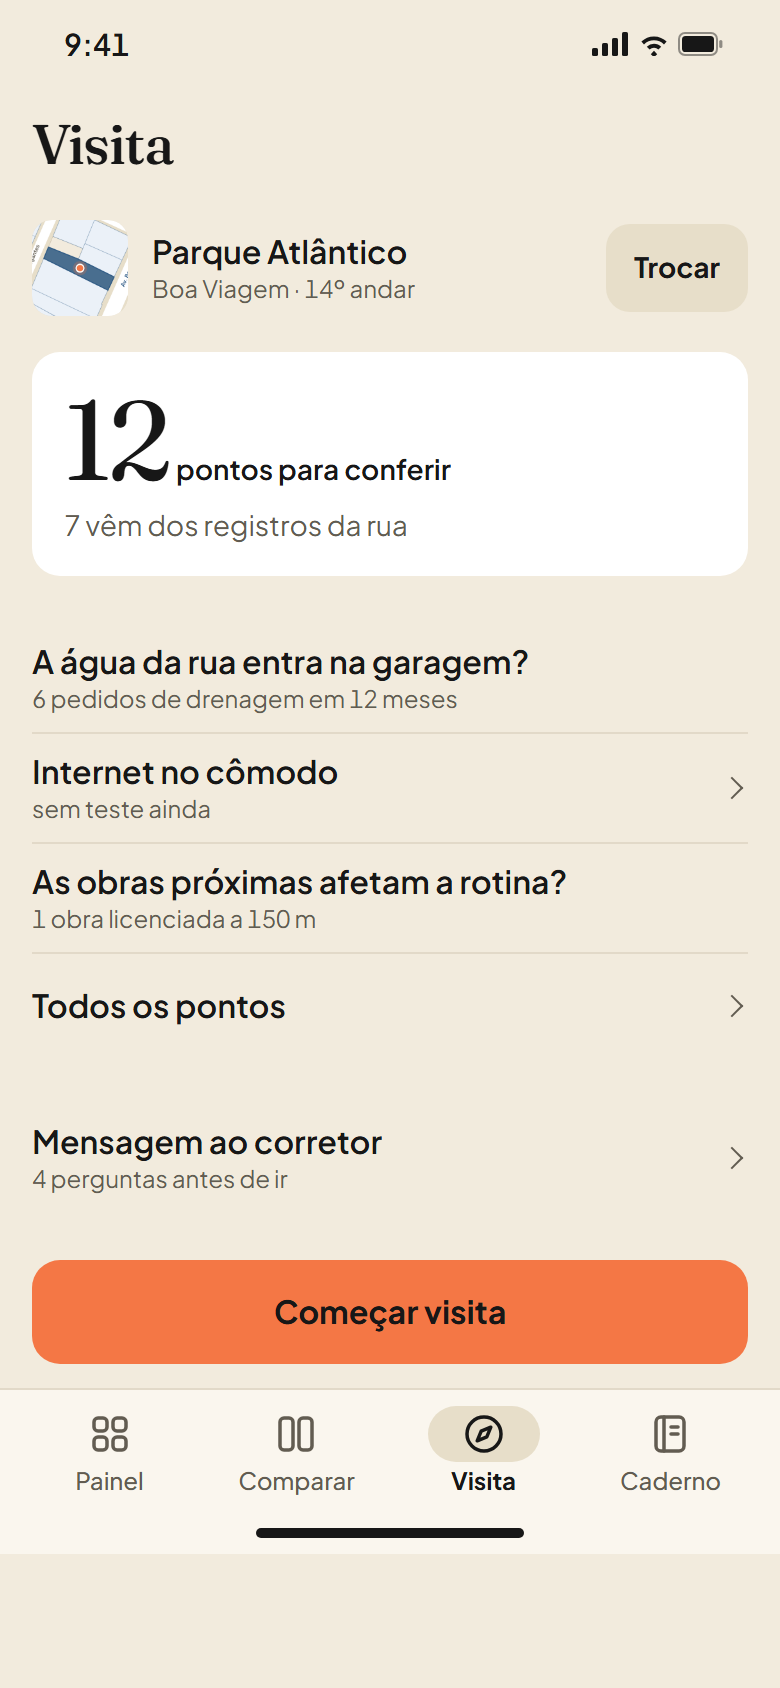 9:41
Visita
Parque Atlântico
Boa Viagem · 14º andar
Trocar
12 pontos para conferir
7 vêm dos registros da rua
A água da rua entra na garagem?
6 pedidos de drenagem em 12 meses
Internet no cômodo
sem teste ainda
As obras próximas afetam a rotina?
1 obra licenciada a 150 m
Todos os pontos
Mensagem ao corretor
4 perguntas antes de ir
Começar visita
Painel
Comparar
Visita
Caderno